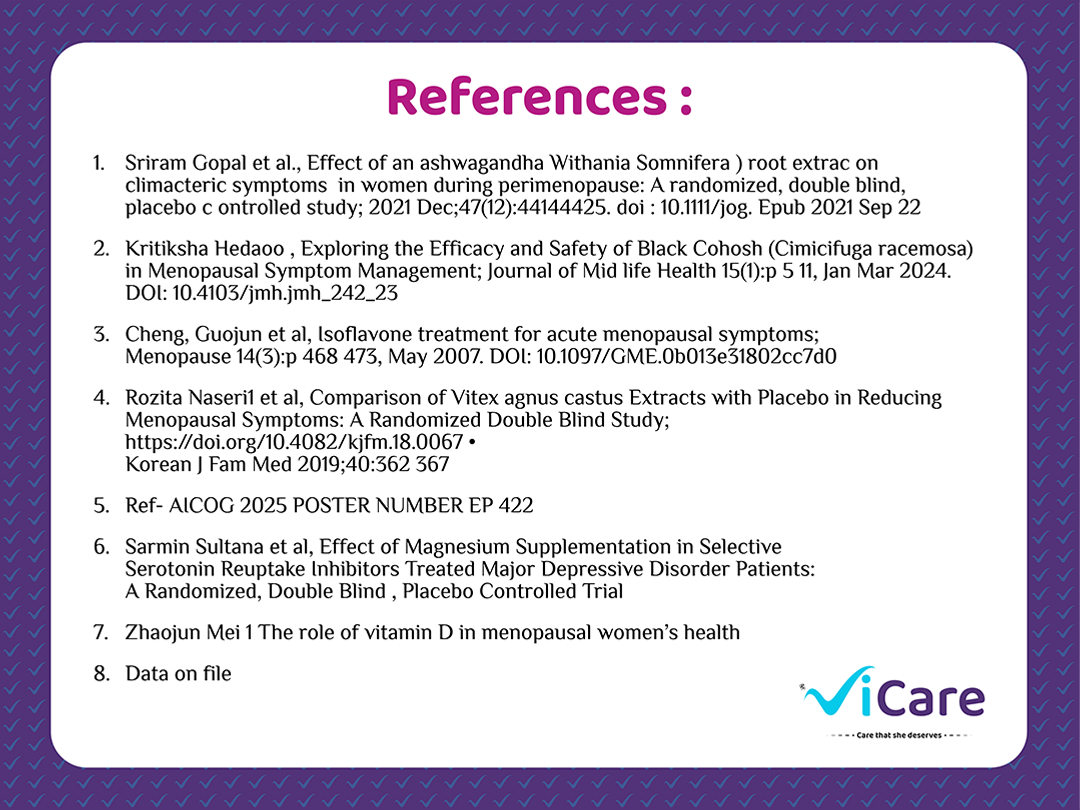 References :
1. Sriram Gopal et al., Effect of an ashwagandha Withania Somnifera ) root extrac on
climacteric symptoms in women during perimenopause: A randomized, double blind,
placebo c ontrolled study; 2021 Dec;47(12):44144425. doi : 10.1111/jog. Epub 2021 Sep 22
2. Kritiksha Hedaoo , Exploring the Efficacy and Safety of Black Cohosh (Cimicifuga racemosa)
in Menopausal Symptom Management; Journal of Mid life Health 15(1):p 5 11, Jan Mar 2024.
DOI: 10.4103/jmh.jmh_242_23
3. Cheng, Guojun et al, Isoflavone treatment for acute menopausal symptoms;
Menopause 14(3):p 468 473, May 2007. DOI: 10.1097/GME.0b013e31802cc7d0
4. Rozita Naseri1 et al, Comparison of Vitex agnus castus Extracts with Placebo in Reducing
Menopausal Symptoms: A Randomized Double Blind Study;
https://doi.org/10.4082/kjfm.18.0067 •
Korean J Fam Med 2019;40:362 367
5. Ref- AICOG 2025 POSTER NUMBER EP 422
6. Sarmin Sultana et al, Effect of Magnesium Supplementation in Selective
Serotonin Reuptake Inhibitors Treated Major Depressive Disorder Patients:
A Randomized, Double Blind , Placebo Controlled Trial
7. Zhaojun Mei 1 The role of vitamin D in menopausal women's health
8. Data on file
ViCare
Care that she deserves